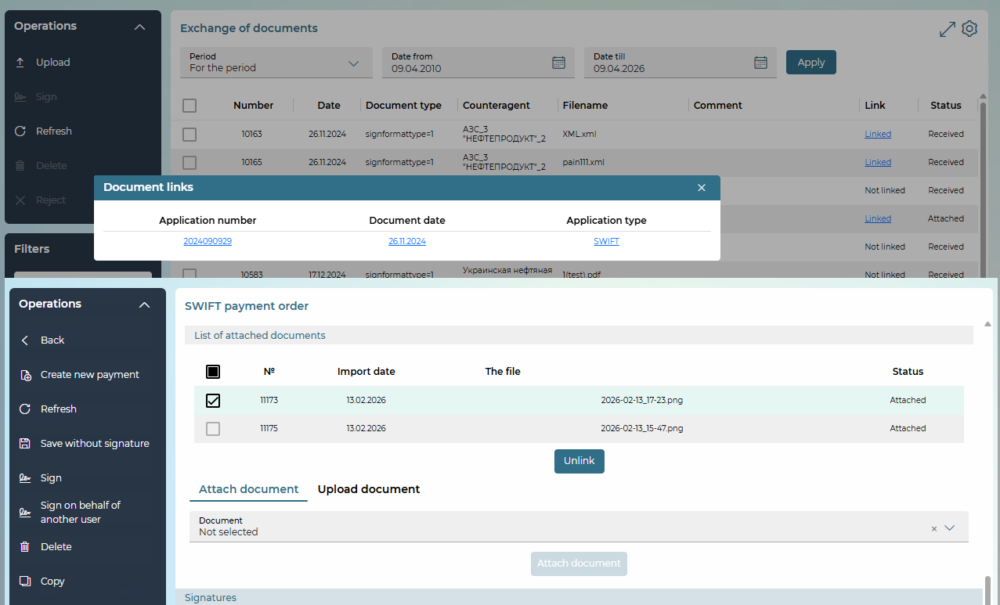 Operations
Upload
Sign
Refresh
Delete
Reject
Filters
Exchange of documents
Period
For the period
Date from
09.04.2010
Date till
09.04.2026
Apply
Number Date Document type Counteragent Filename Comment Link Status
10163 26.11.2024 signformattype=1 АЗС_3 "НЕФТЕПРОДУКТ"_2 XML.xml Linked Received
10165 26.11.2024 signformattype=1 АЗС_3 "НЕФТЕПРОДУКТ"_2 pain111.xml Linked Received
Not linked Received
Linked Attached
Not linked Received
10583 17.12.2024 signformattype=1 Украинская нефтяная 1(test).pdf Not linked Received
Document links
Application number Document date Application type
2024090929 26.11.2024 SWIFT
Operations
Back
Create new payment
Refresh
Save without signature
Sign
Sign on behalf of
another user
Delete
Copy
SWIFT payment order
List of attached documents
№ Import date The file Status
11173 13.02.2026 2026-02-13_17-23.png Attached
11175 13.02.2026 2026-02-13_15-47.png Attached
Unlink
Attach document Upload document
Document
Not selected
Attach document
Signatures